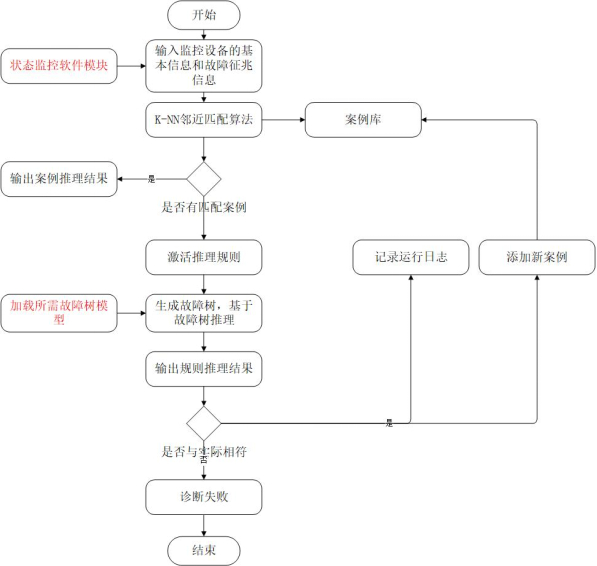 开始
状态监控软件模块
输入监控设备的基
本信息和故障征兆
信息
K-NN邻近匹配算法
案例库
输出案例推理结果
是
是否有匹配案例
激活推理规则
记录运行日志
添加新案例
加载所需故障树模
型
生成故障树，基于
故障树推理
输出规则推理结果
是
是否与实际相符
否
诊断失败
结束